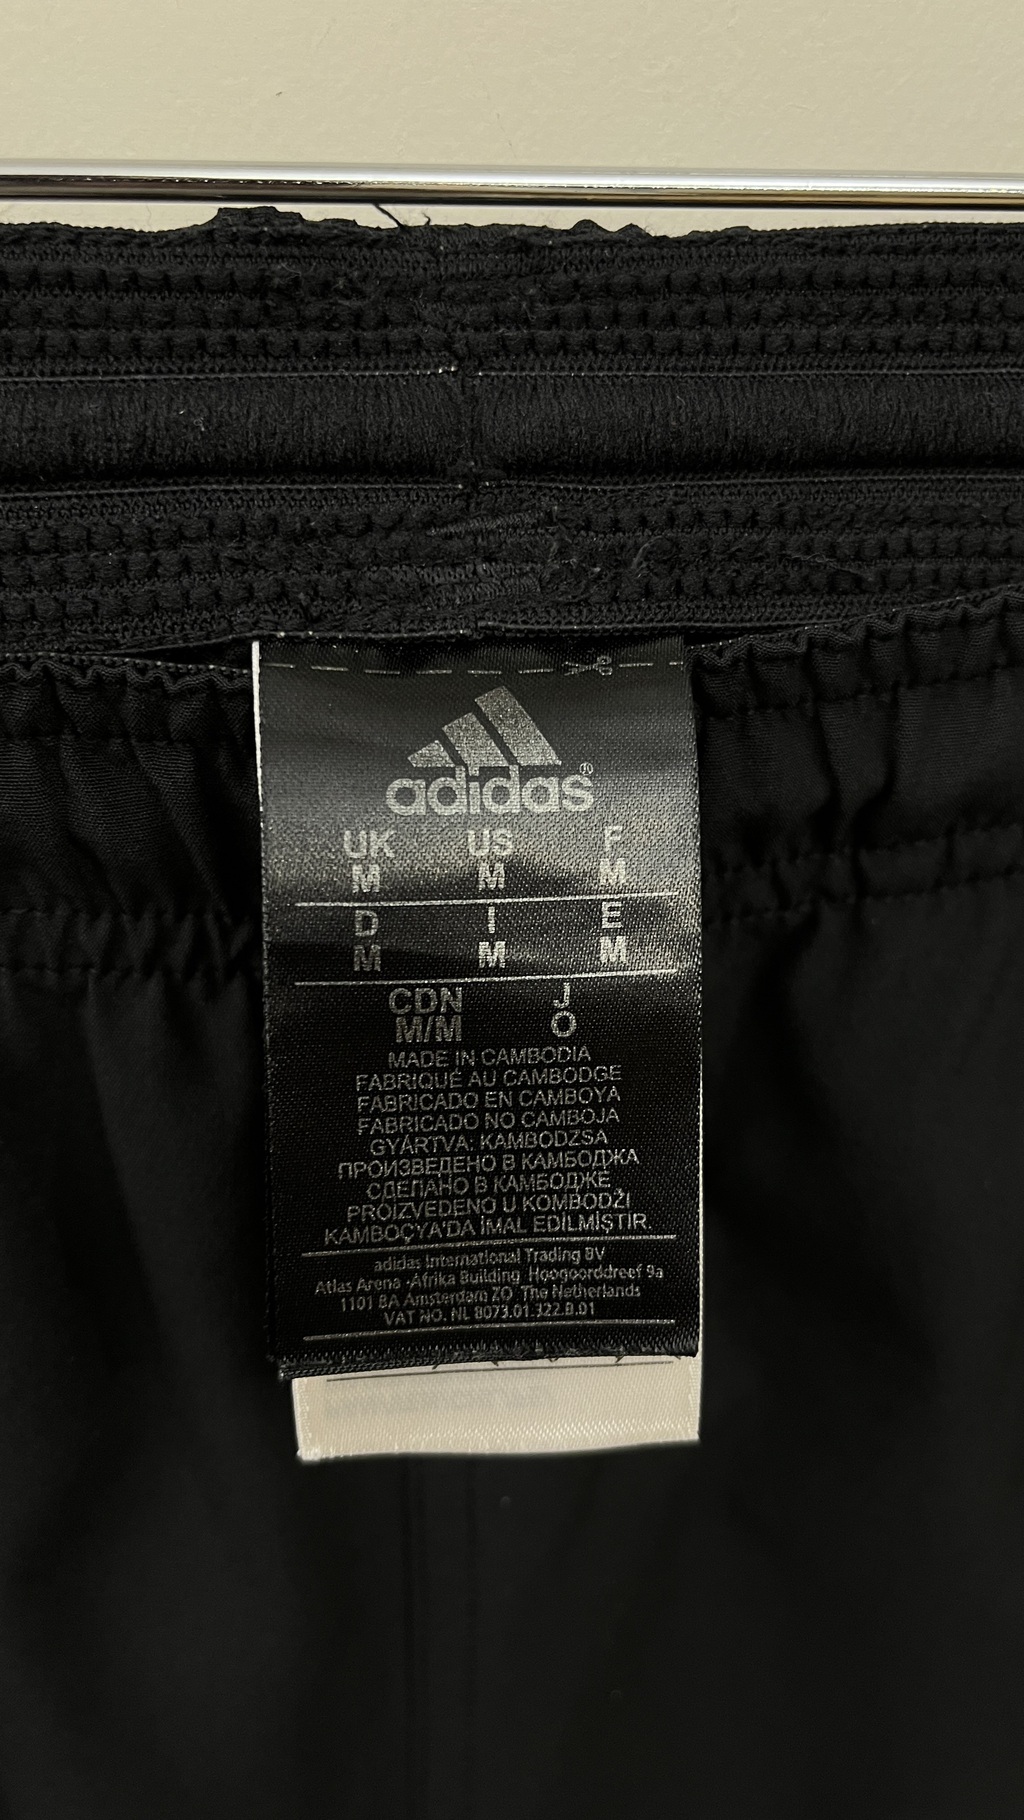 adidas®
UK US F
M M M
D I E
M M M
CDN J
M/M O
MADE IN CAMBODIA
FABRIQUÉ AU CAMBODGE
FABRICADO EN CAMBOYA
FABRICADO NO CAMBOJA
GYÁRTVA: KAMBODZSA
ПРОИЗВЕДЕНО В КАМБОДЖА
СДЕЛАНО В КАМБОДЖЕ
PROIZVEDENO U KOMBODŽI
KAMBOÇYA'DA İMAL EDİLMİŞTİR.
adidas International Trading BV
Atlas Arena -Afrika Building Hoogoorddreef 9a
1101 BA Amsterdam ZO The Netherlands
VAT NO. NL 8073.01.322.B.01